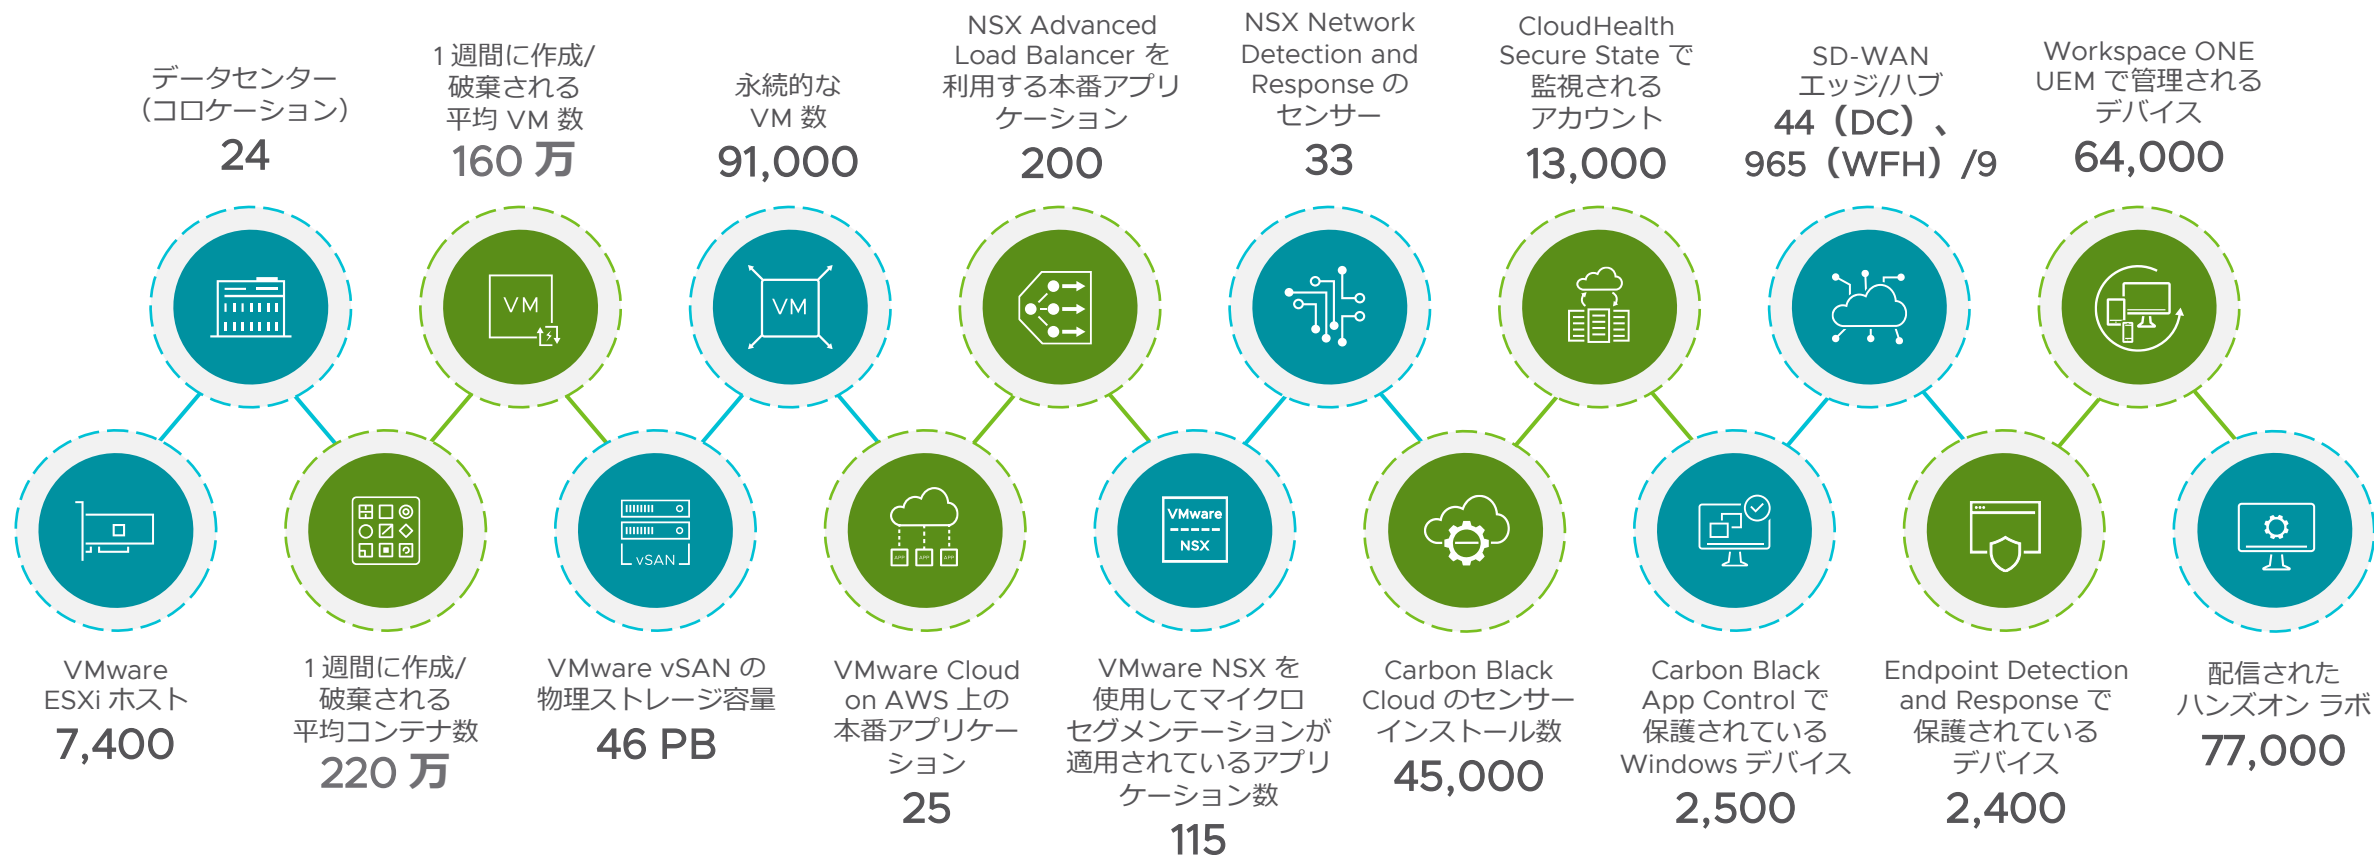 データセンター
（コロケーション）
24
1 週間に作成/
破棄される
平均 VM 数
160 万
永続的な
VM 数
91,000
NSX Advanced
Load Balancer を
利用する本番アプリ
ケーション
200
NSX Network
Detection and
Response の
センサー
33
CloudHealth
Secure State で
監視される
アカウント
13,000
SD-WAN
エッジ/ハブ
44（DC）、
965（WFH）/9
Workspace ONE
UEM で管理される
デバイス
64,000
VM
VM
vSAN
APP
APP
APP
VMware
NSX
VMware
ESXi ホスト
7,400
1 週間に作成/
破棄される
平均コンテナ数
220 万
VMware vSAN の
物理ストレージ容量
46 PB
VMware Cloud
on AWS 上の
本番アプリケー
ション
25
VMware NSX を
使用してマイクロ
セグメンテーションが
適用されているアプリ
ケーション数
115
Carbon Black
Cloud のセンサー
インストール数
45,000
Carbon Black
App Control で
保護されている
Windows デバイス
2,500
Endpoint Detection
and Response で
保護されている
デバイス
2,400
配信された
ハンズオン ラボ
77,000